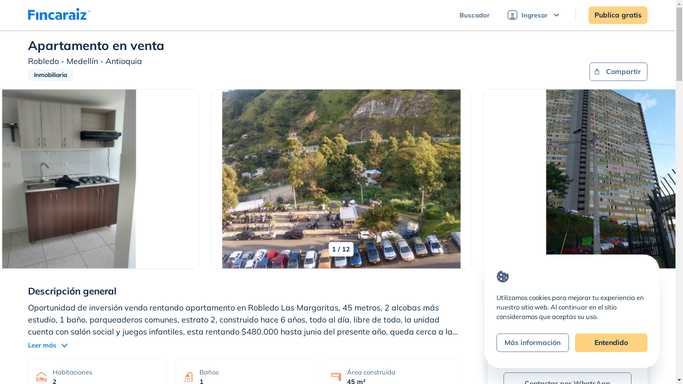 Fincaraiz
Buscador
Ingresar
Publica gratis
Apartamento en venta
Robledo - Medellín - Antioquia
Inmobiliaria
Compartir
1 / 12
Descripción general
Oportunidad de inversión vendo rentando apartamento en Robledo Las Margaritas, 45 metros, 2 alcobas más
estudio, 1 baño, parqueaderos comunes, estrato 2, construido hace 6 años, todo al día, libre de todo, la unidad
cuenta con salón social y juegos infantiles, esta rentando $480.000 hasta junio del presente año, queda cerca a la...
Leer más
Habitaciones
2
Baños
1
Área construida
45 m²
Utilizamos cookies para mejorar tu experiencia en
nuestro sitio web. Al continuar en el sitio
consideramos que aceptas su uso.
Más información
Entendido
Contactar por WhatsApp